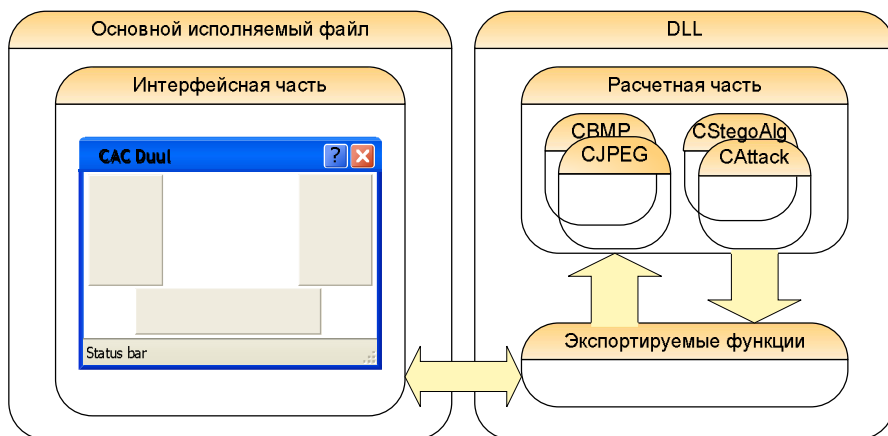 Основной исполняемый файл
DLL
Интерфейсная часть
Расчетная часть
CBMP
CStegoAlg
CJPEG
CAttack
CAC Duul
?
Status bar
Экспортируемые функции